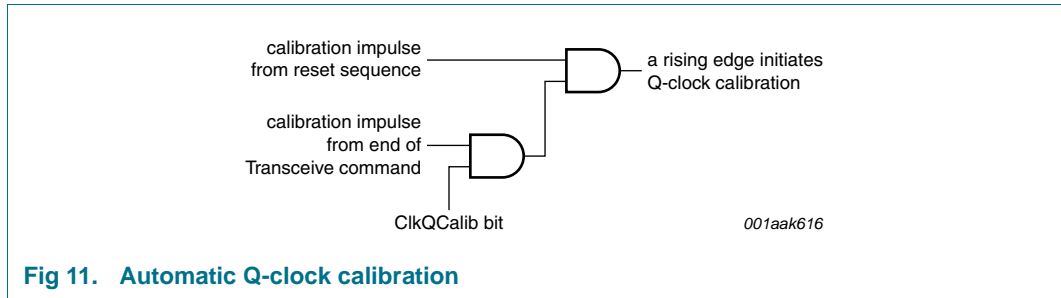 calibration impulse
from reset sequence
a rising edge initiates
Q-clock calibration
calibration impulse
from end of
Transceive command
ClkQCalib bit
001aak616
Fig 11. Automatic Q-clock calibration